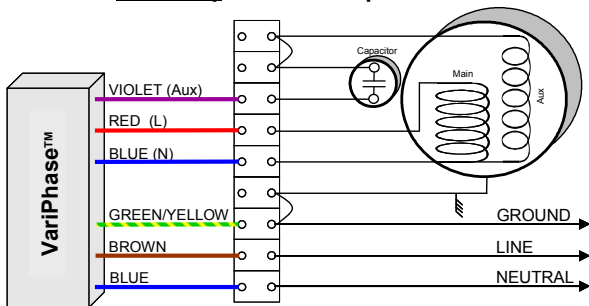 Capacitor
Main
Aux
VIOLET (Aux)
RED (L)
BLUE (N)
VariPhase™
GREEN/YELLOW
GROUND
BROWN
LINE
BLUE
NEUTRAL